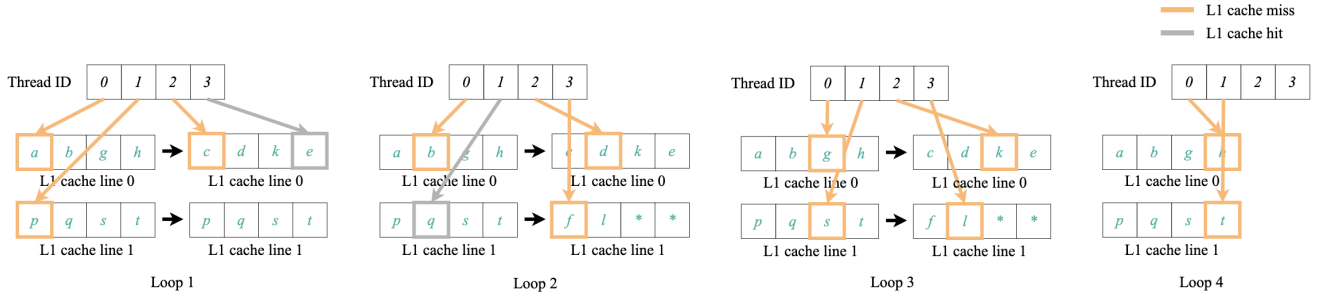 L1 cache miss
L1 cache hit
Thread ID 0 1 2 3
a b g h c d k e
L1 cache line 0 L1 cache line 0
p q s t p q s t
L1 cache line 1 L1 cache line 1
Loop 1
Thread ID 0 1 2 3
a b g h c d k e
L1 cache line 0 L1 cache line 0
p q s t f l * *
L1 cache line 1 L1 cache line 1
Loop 2
Thread ID 0 1 2 3
a b g h c d k e
L1 cache line 0 L1 cache line 0
p q s t f l * *
L1 cache line 1 L1 cache line 1
Loop 3
Thread ID 0 1 2 3
a b g h
L1 cache line 0
p q s t
L1 cache line 1
Loop 4